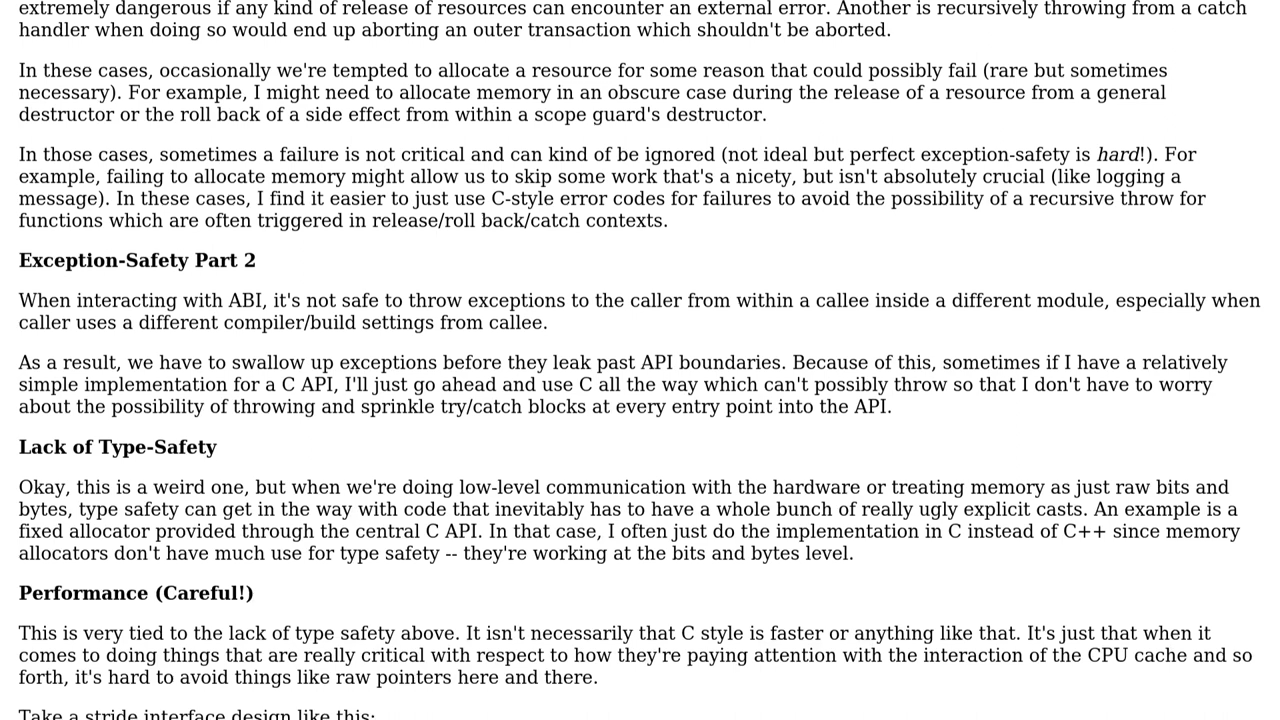 extremely dangerous if any kind of release of resources can encounter an external error. Another is recursively throwing from a catch
handler when doing so would end up aborting an outer transaction which shouldn't be aborted.
In these cases, occasionally we're tempted to allocate a resource for some reason that could possibly fail (rare but sometimes
necessary). For example, I might need to allocate memory in an obscure case during the release of a resource from a general
destructor or the roll back of a side effect from within a scope guard's destructor.
In those cases, sometimes a failure is not critical and can kind of be ignored (not ideal but perfect exception-safety is hard!). For
example, failing to allocate memory might allow us to skip some work that's a nicety, but isn't absolutely crucial (like logging a
message). In these cases, I find it easier to just use C-style error codes for failures to avoid the possibility of a recursive throw for
functions which are often triggered in release/roll back/catch contexts.
Exception-Safety Part 2
When interacting with ABI, it's not safe to throw exceptions to the caller from within a callee inside a different module, especially when
caller uses a different compiler/build settings from callee.
As a result, we have to swallow up exceptions before they leak past API boundaries. Because of this, sometimes if I have a relatively
simple implementation for a C API, I'll just go ahead and use C all the way which can't possibly throw so that I don't have to worry
about the possibility of throwing and sprinkle try/catch blocks at every entry point into the API.
Lack of Type-Safety
Okay, this is a weird one, but when we're doing low-level communication with the hardware or treating memory as just raw bits and
bytes, type safety can get in the way with code that inevitably has to have a whole bunch of really ugly explicit casts. An example is a
fixed allocator provided through the central C API. In that case, I often just do the implementation in C instead of C++ since memory
allocators don't have much use for type safety -- they're working at the bits and bytes level.
Performance (Careful!)
This is very tied to the lack of type safety above. It isn't necessarily that C style is faster or anything like that. It's just that when it
comes to doing things that are really critical with respect to how they're paying attention with the interaction of the CPU cache and so
forth, it's hard to avoid things like raw pointers here and there.
Take a stride interface design like this: